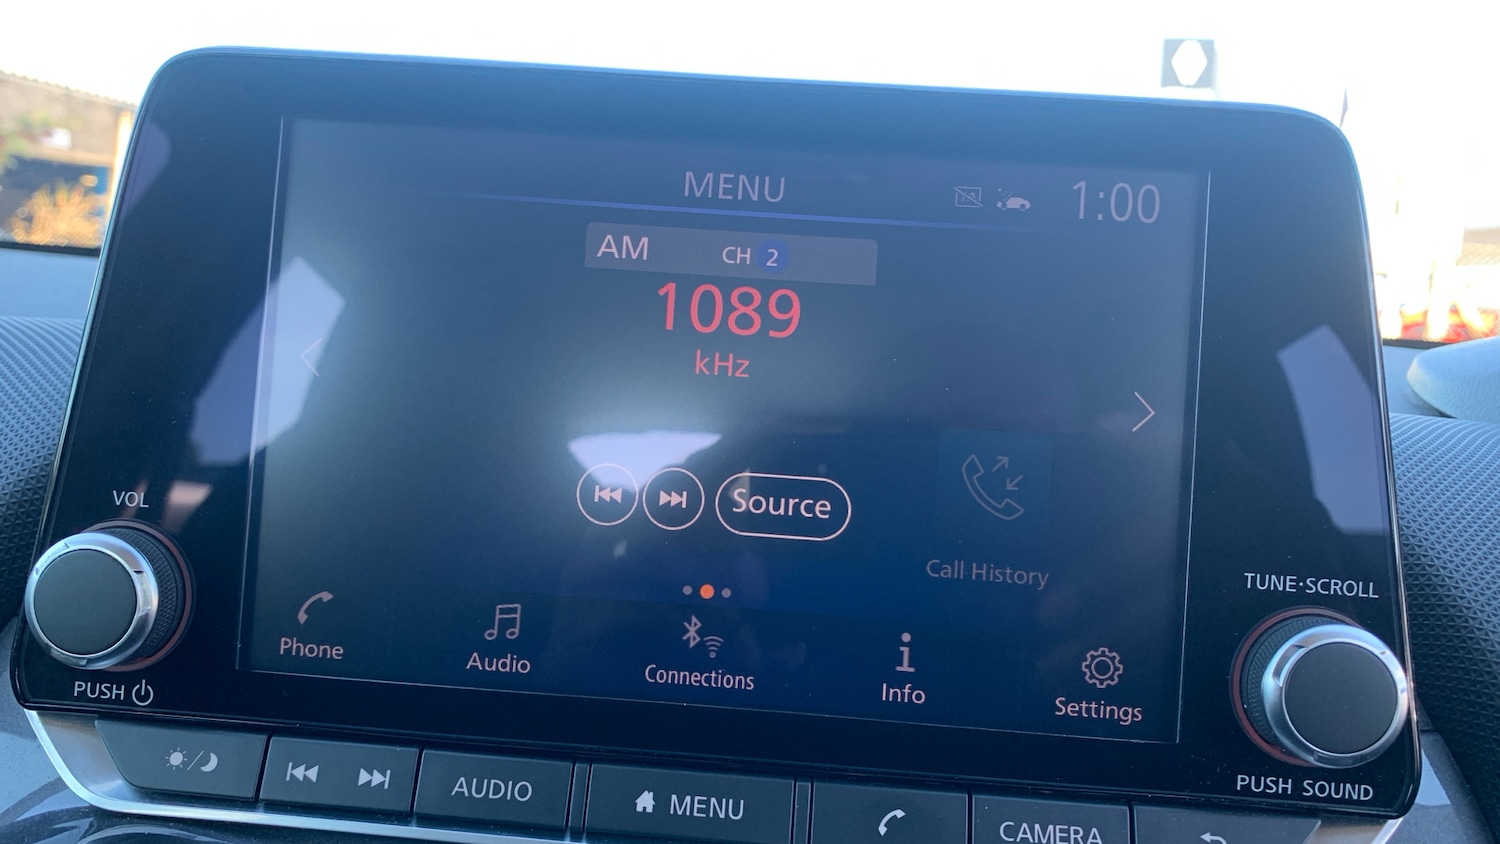 MENU
1:00
AM CH 2
1089
kHz
Source
Call History
VOL
TUNE·SCROLL
Phone
Audio
Connections
Info
Settings
PUSH
PUSH SOUND
AUDIO
MENU
CAMERA